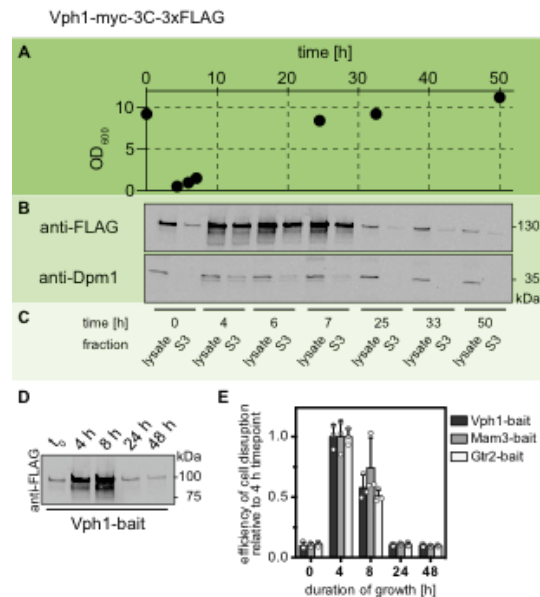 Vph1-myc-3C-3xFLAG
A
time [h]
0 10 20 30 40 50
10
5
0
OD600
B
anti-FLAG
130
anti-Dpm1
35
kDa
C
time [h] 0 4 6 7 25 33 50
fraction lysate S3 lysate S3 lysate S3 lysate S3 lysate S3 lysate S3 lysate S3
D
t0 4 h 8 h 24 h 48 h
kDa
anti-FLAG
100
75
Vph1-bait
E
Vph1-bait
Mam3-bait
Gtr2-bait
efficiency of cell disruption
relative to 4 h timepoint
1.0
0.5
0.0
0 4 8 24 48
duration of growth [h]